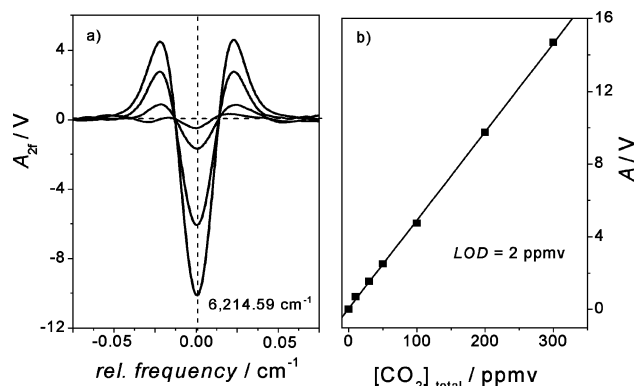 a)
4
0
-4
-8
-12
A2f / V
6,214.59 cm-1
-0.05
0.00
0.05
rel. frequency / cm-1
b)
16
12
8
4
0
A / V
LOD = 2 ppmv
0
100
200
300
[CO2] total / ppmv